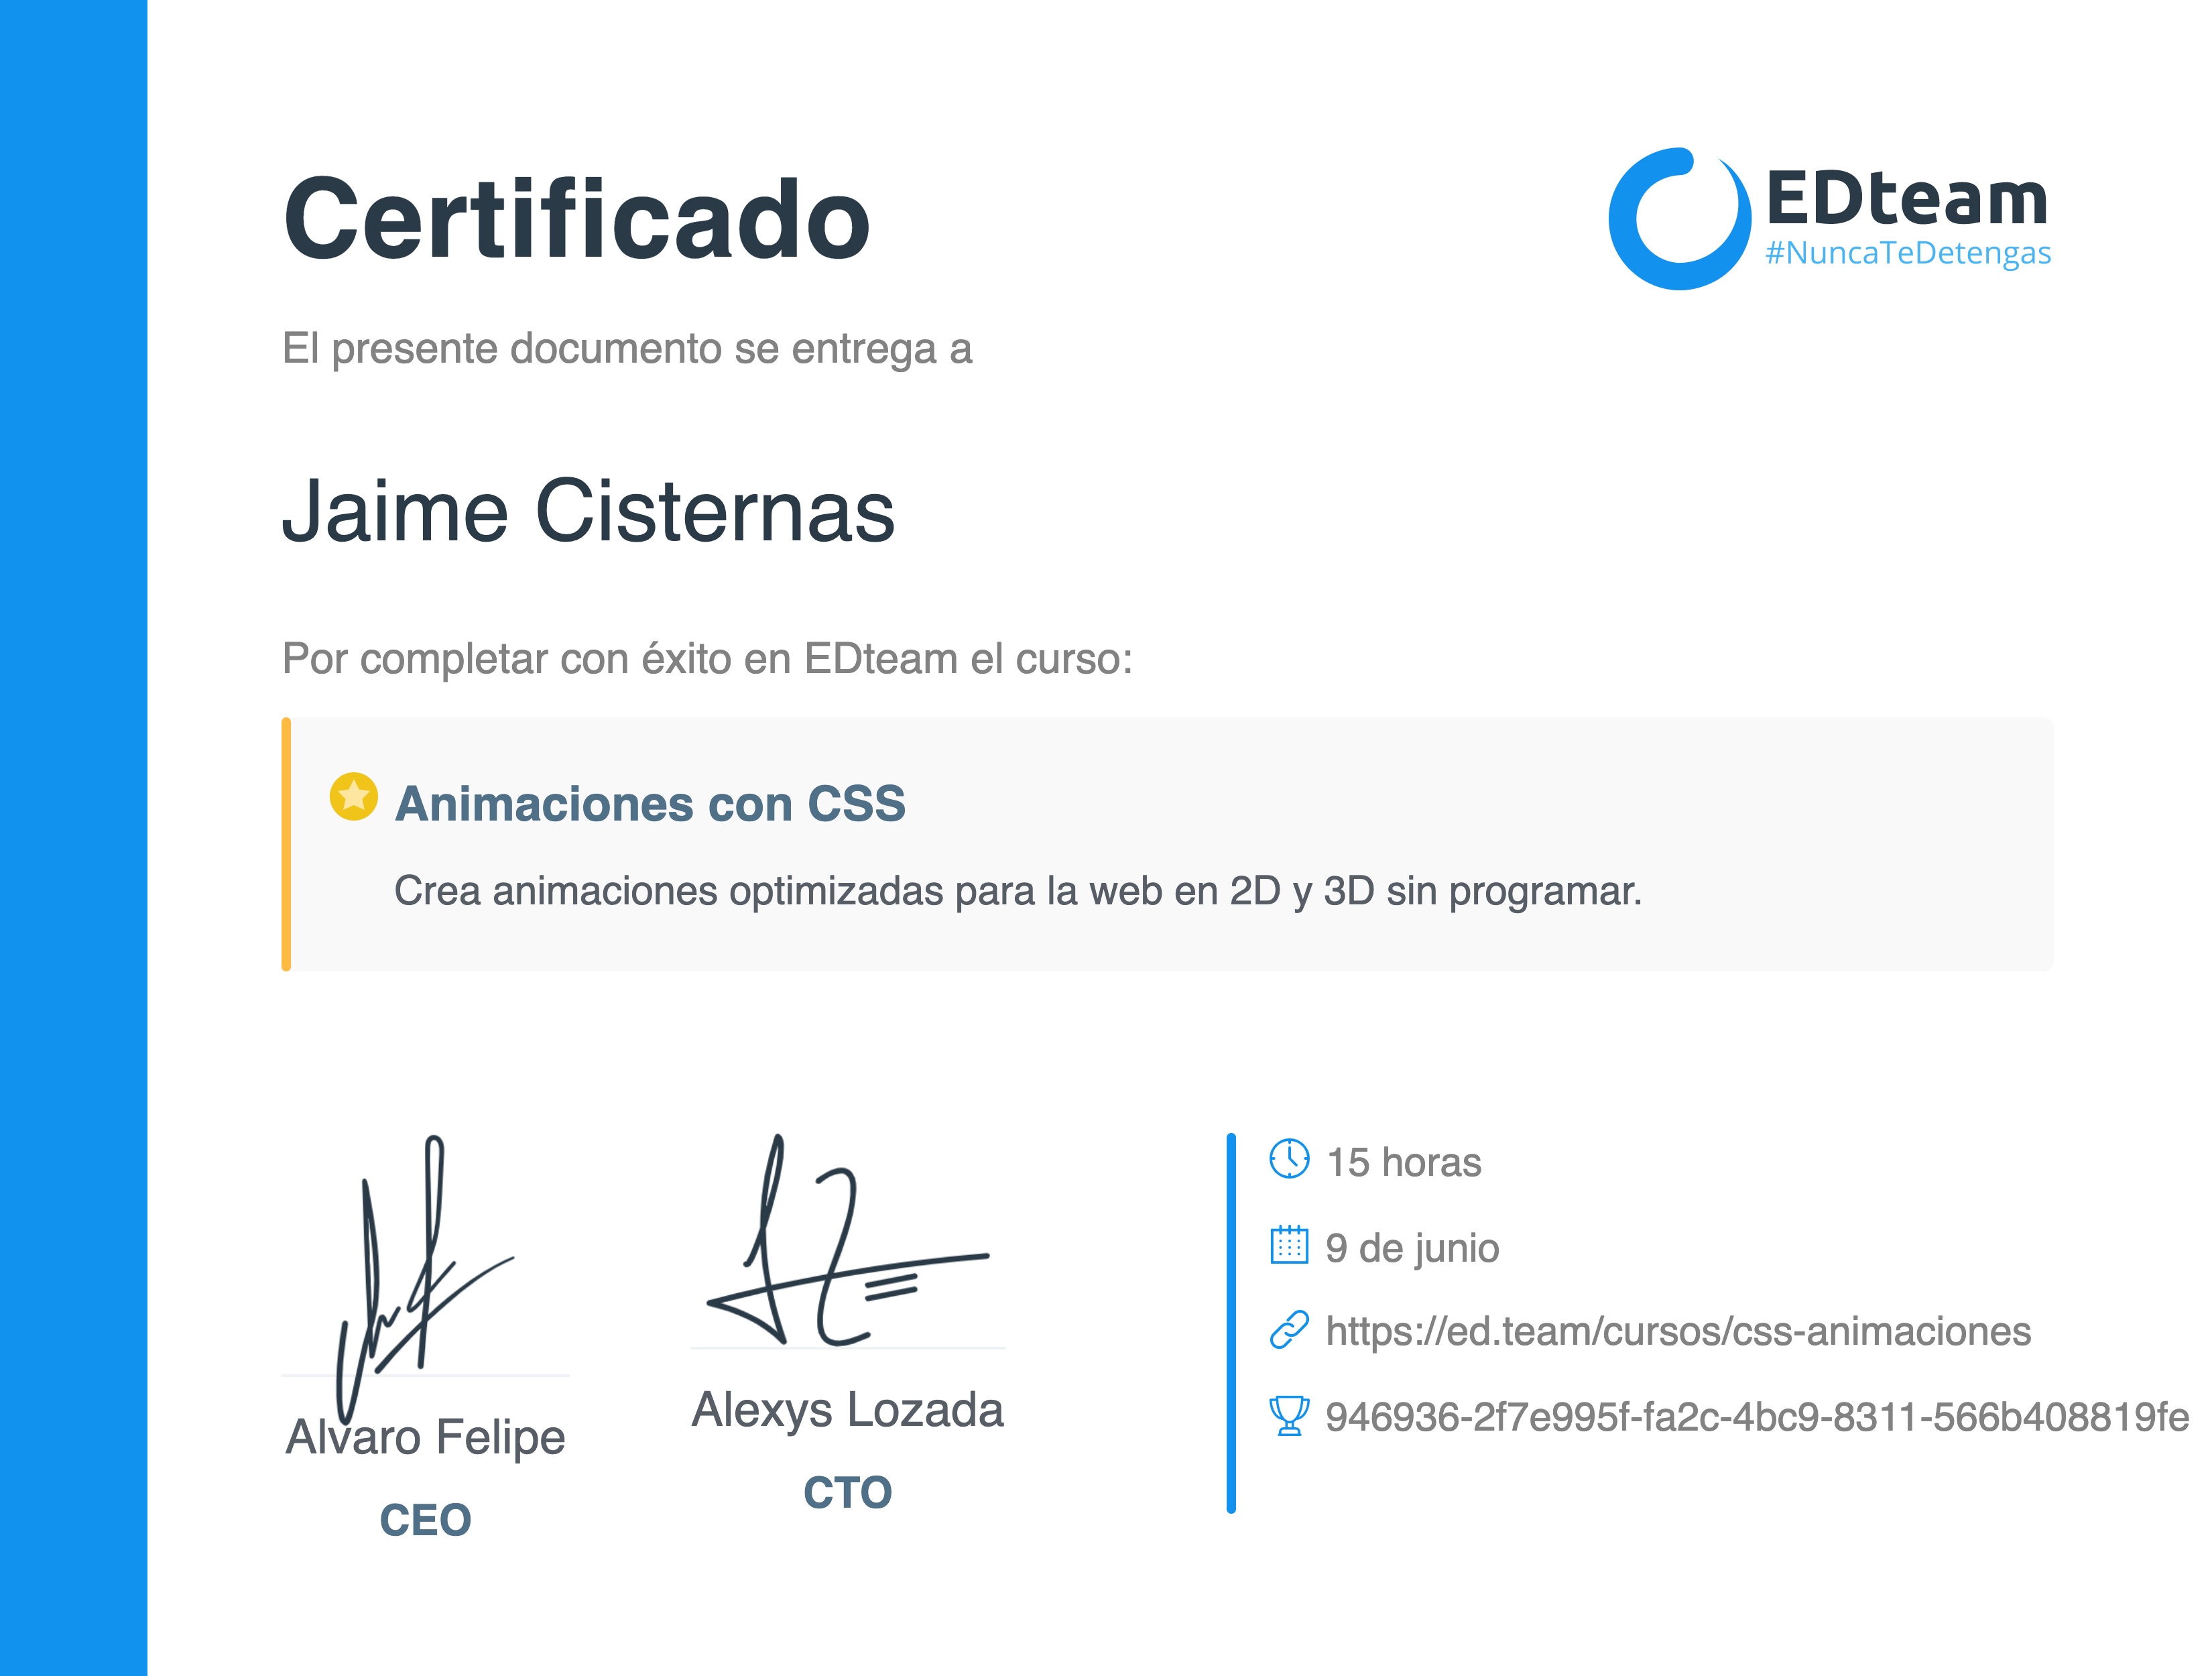 Certificado
EDteam
#NuncaTeDetengas
El presente documento se entrega a
Jaime Cisternas
Por completar con éxito en EDteam el curso:
Animaciones con CSS
Crea animaciones optimizadas para la web en 2D y 3D sin programar.
Alvaro Felipe
CEO
Alexys Lozada
CTO
15 horas
9 de junio
https://ed.team/cursos/css-animaciones
946936-2f7e995f-fa2c-4bc9-8311-566b408819fe